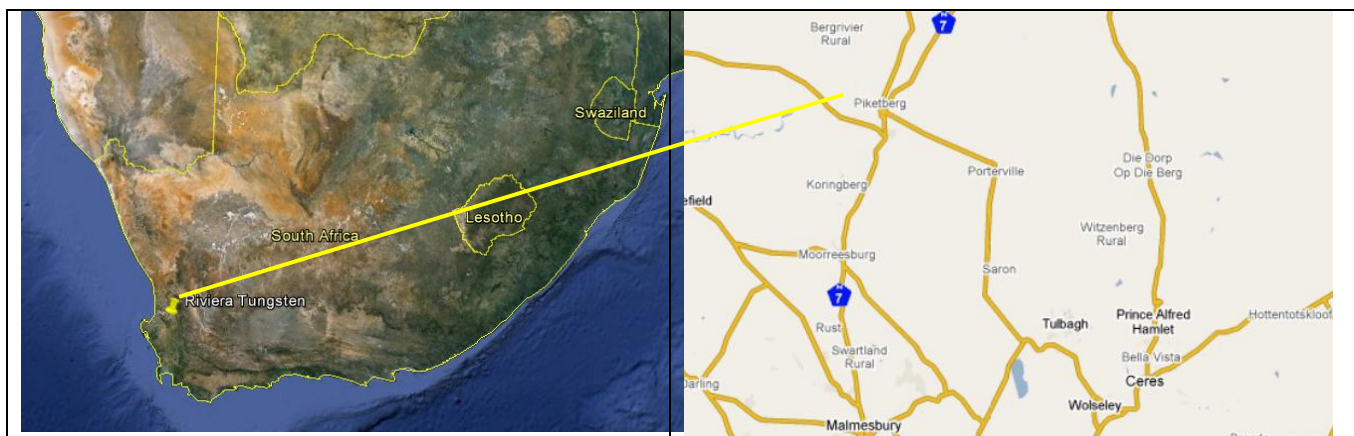 Swaziland
Lesotho
South Africa
Riviera Tungsten
7
Bergrivier
Rural
Piketberg
Die Dorp
Op Die Berg
Porterville
Koringberg
efield
Witzenberg
Rural
Moorreesburg
Saron
7
Prince Alfred
Hamlet
Hottentotskloof
Tulbagh
Rust
Swartland
Rural
Bella Vista
Darling
Ceres
Wolseley
Malmesbury